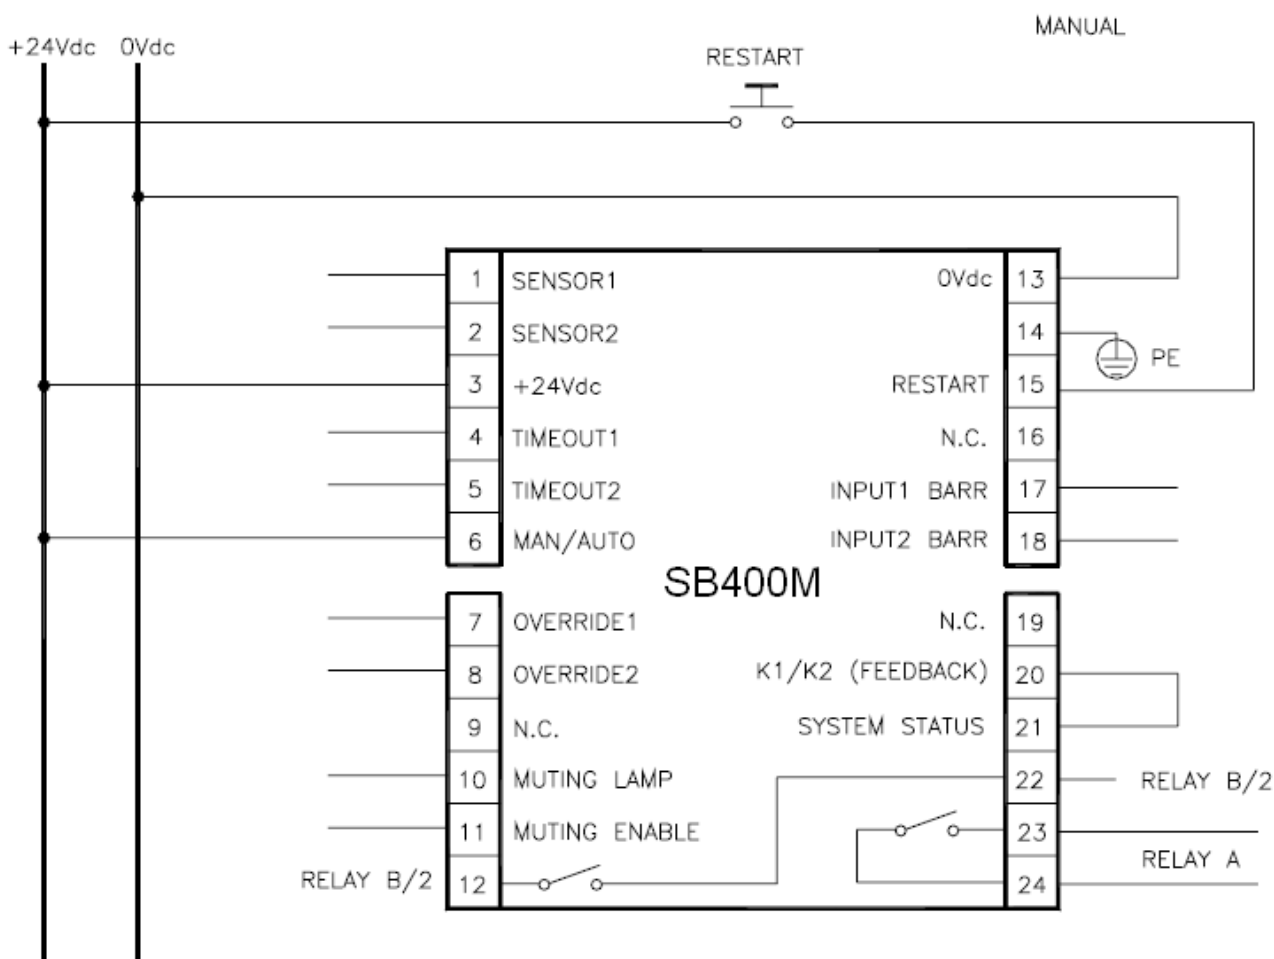 MANUAL
+24Vdc 0Vdc
RESTART
1 SENSOR1 0Vdc 13
2 SENSOR2 14
PE
3 +24Vdc RESTART 15
4 TIMEOUT1 N.C. 16
5 TIMEOUT2 INPUT1 BARR 17
6 MAN/AUTO INPUT2 BARR 18
SB400M
7 OVERRIDE1 N.C. 19
8 OVERRIDE2 K1/K2 (FEEDBACK) 20
9 N.C. SYSTEM STATUS 21
10 MUTING LAMP 22 RELAY B/2
11 MUTING ENABLE 23
RELAY A
RELAY B/2 12 24